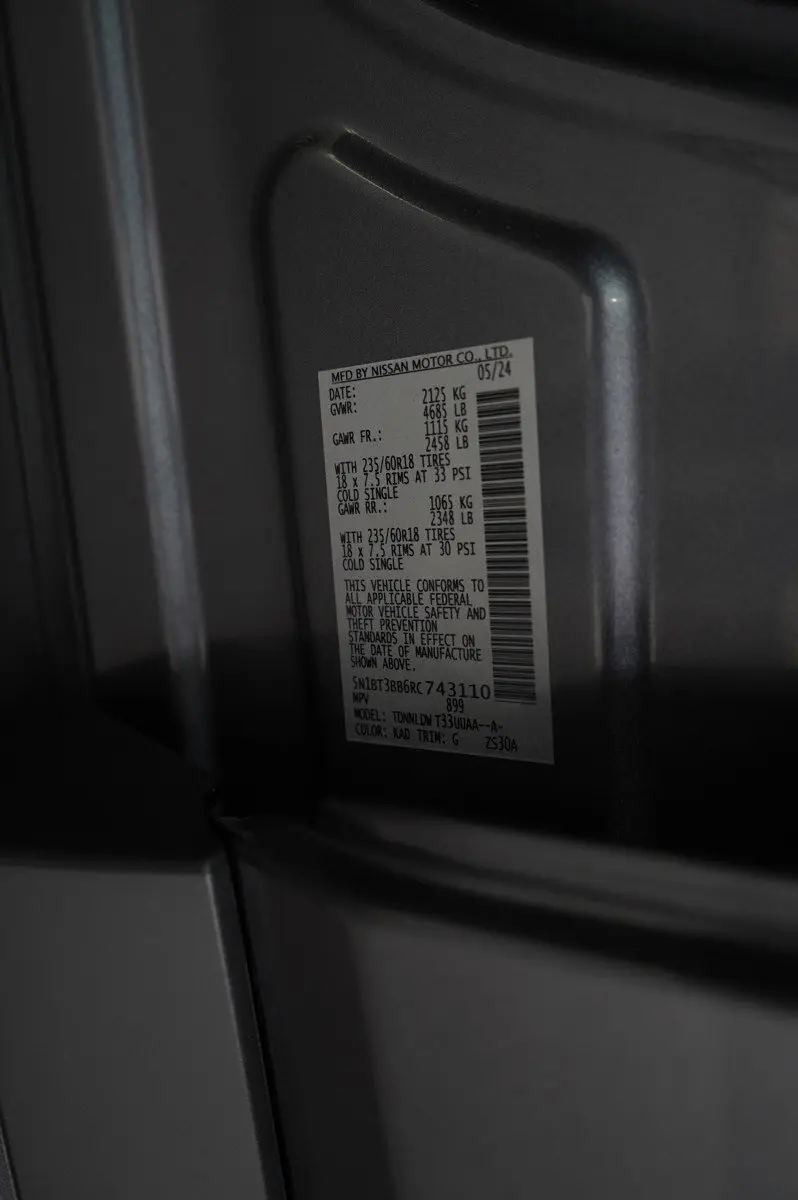 MFD BY NISSAN MOTOR CO., LTD.
DATE: 05/24
GVWR: 2125 KG
4685 LB
GAWR FR.: 1115 KG
2458 LB
WITH 235/60R18 TIRES
18 x 7.5 RIMS AT 33 PSI
COLD SINGLE
GAWR RR.: 1065 KG
2348 LB
WITH 235/60R18 TIRES
18 x 7.5 RIMS AT 30 PSI
COLD SINGLE
THIS VEHICLE CONFORMS TO
ALL APPLICABLE FEDERAL
MOTOR VEHICLE SAFETY AND
THEFT PREVENTION
STANDARDS IN EFFECT ON
THE DATE OF MANUFACTURE
SHOWN ABOVE.
5N1BT3BB6RC743110
MPV 899
MODEL: TDNNLDW T33UUAA--A-
COLOR: KAD TRIM: G ZS30A